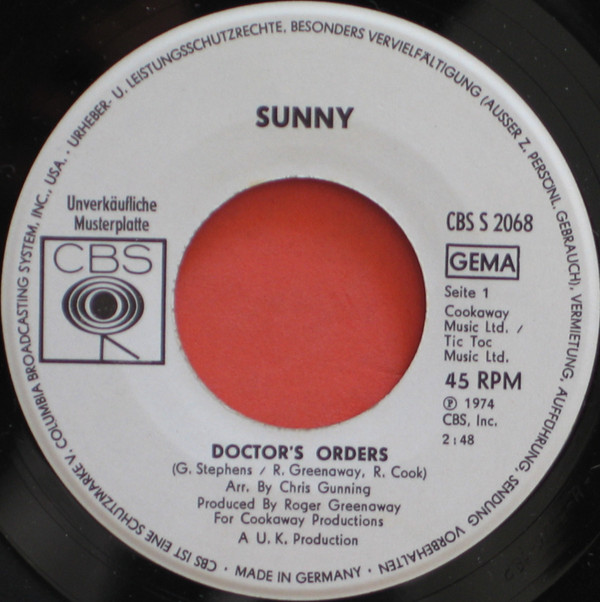 SUNNY
Unverkäufliche
Musterplatte
CBS
CBS S 2068
GEMA
Seite 1
Cookaway
Music Ltd. /
Tic Toc
Music Ltd.
45 RPM
Ⓟ 1974
CBS, Inc.
2:48
DOCTOR'S ORDERS
(G. Stephens / R. Greenaway, R. Cook)
Arr. By Chris Gunning
Produced By Roger Greenaway
For Cookaway Productions
A U.K. Production
CBS IST EINE SCHUTZMARKE V. COLUMBIA BROADCASTING SYSTEM, INC., USA. · URHEBER- U. LEISTUNGSSCHUTZRECHTE, BESONDERS VERVIELFÄLTIGUNG (AUSSER Z. PERSÖNL. GEBRAUCH), VERMIETUNG, AUFFÜHRUNG, SENDUNG VORBEHALTEN · MADE IN GERMANY ·